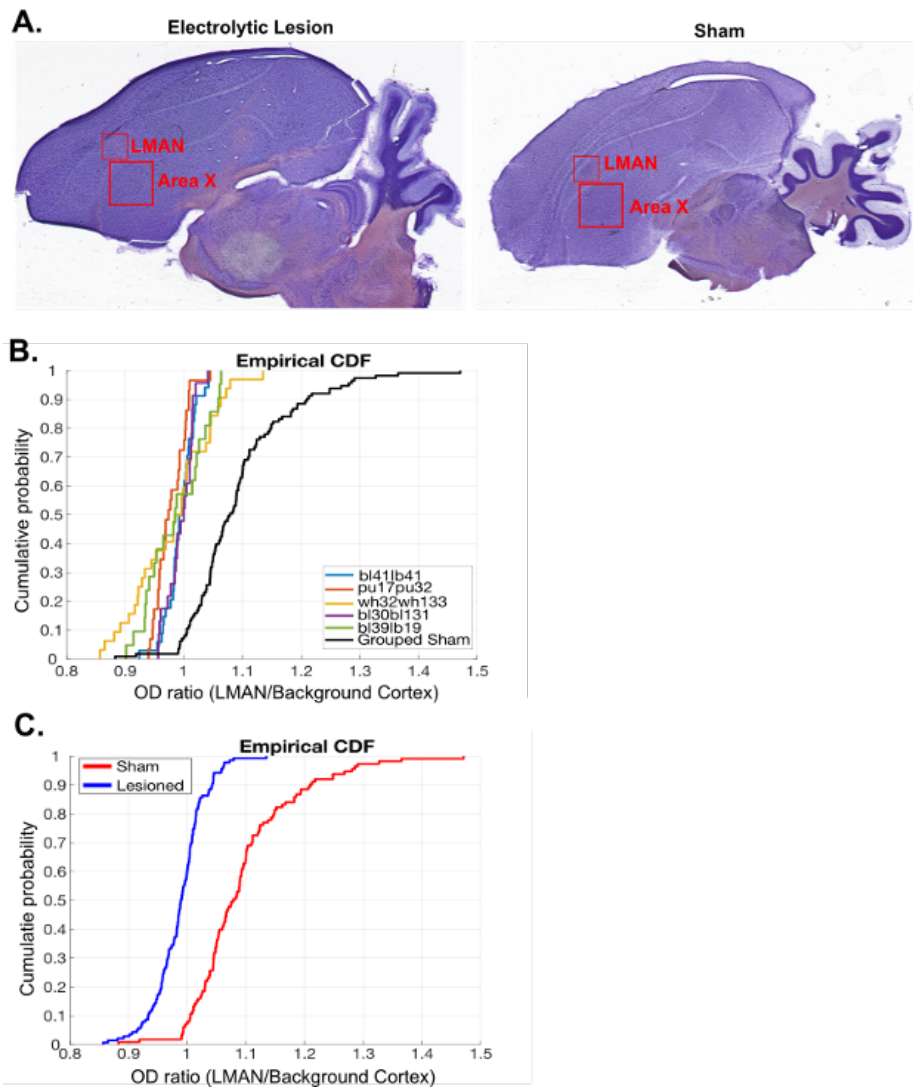 A.
Electrolytic Lesion
Sham
LMAN
Area X
LMAN
Area X
B.
Empirical CDF
Cumulative probability
1
0.9
0.8
0.7
0.6
0.5
0.4
0.3
0.2
0.1
0
bl41lb41
pu17pu32
wh32wh133
bl30bl131
bl39lb19
Grouped Sham
0.8 0.9 1 1.1 1.2 1.3 1.4 1.5
OD ratio (LMAN/Background Cortex)
C.
Empirical CDF
Sham
Lesioned
Cumulatie probability
1
0.9
0.8
0.7
0.6
0.5
0.4
0.3
0.2
0.1
0
0.8 0.9 1 1.1 1.2 1.3 1.4 1.5
OD ratio (LMAN/Background Cortex)